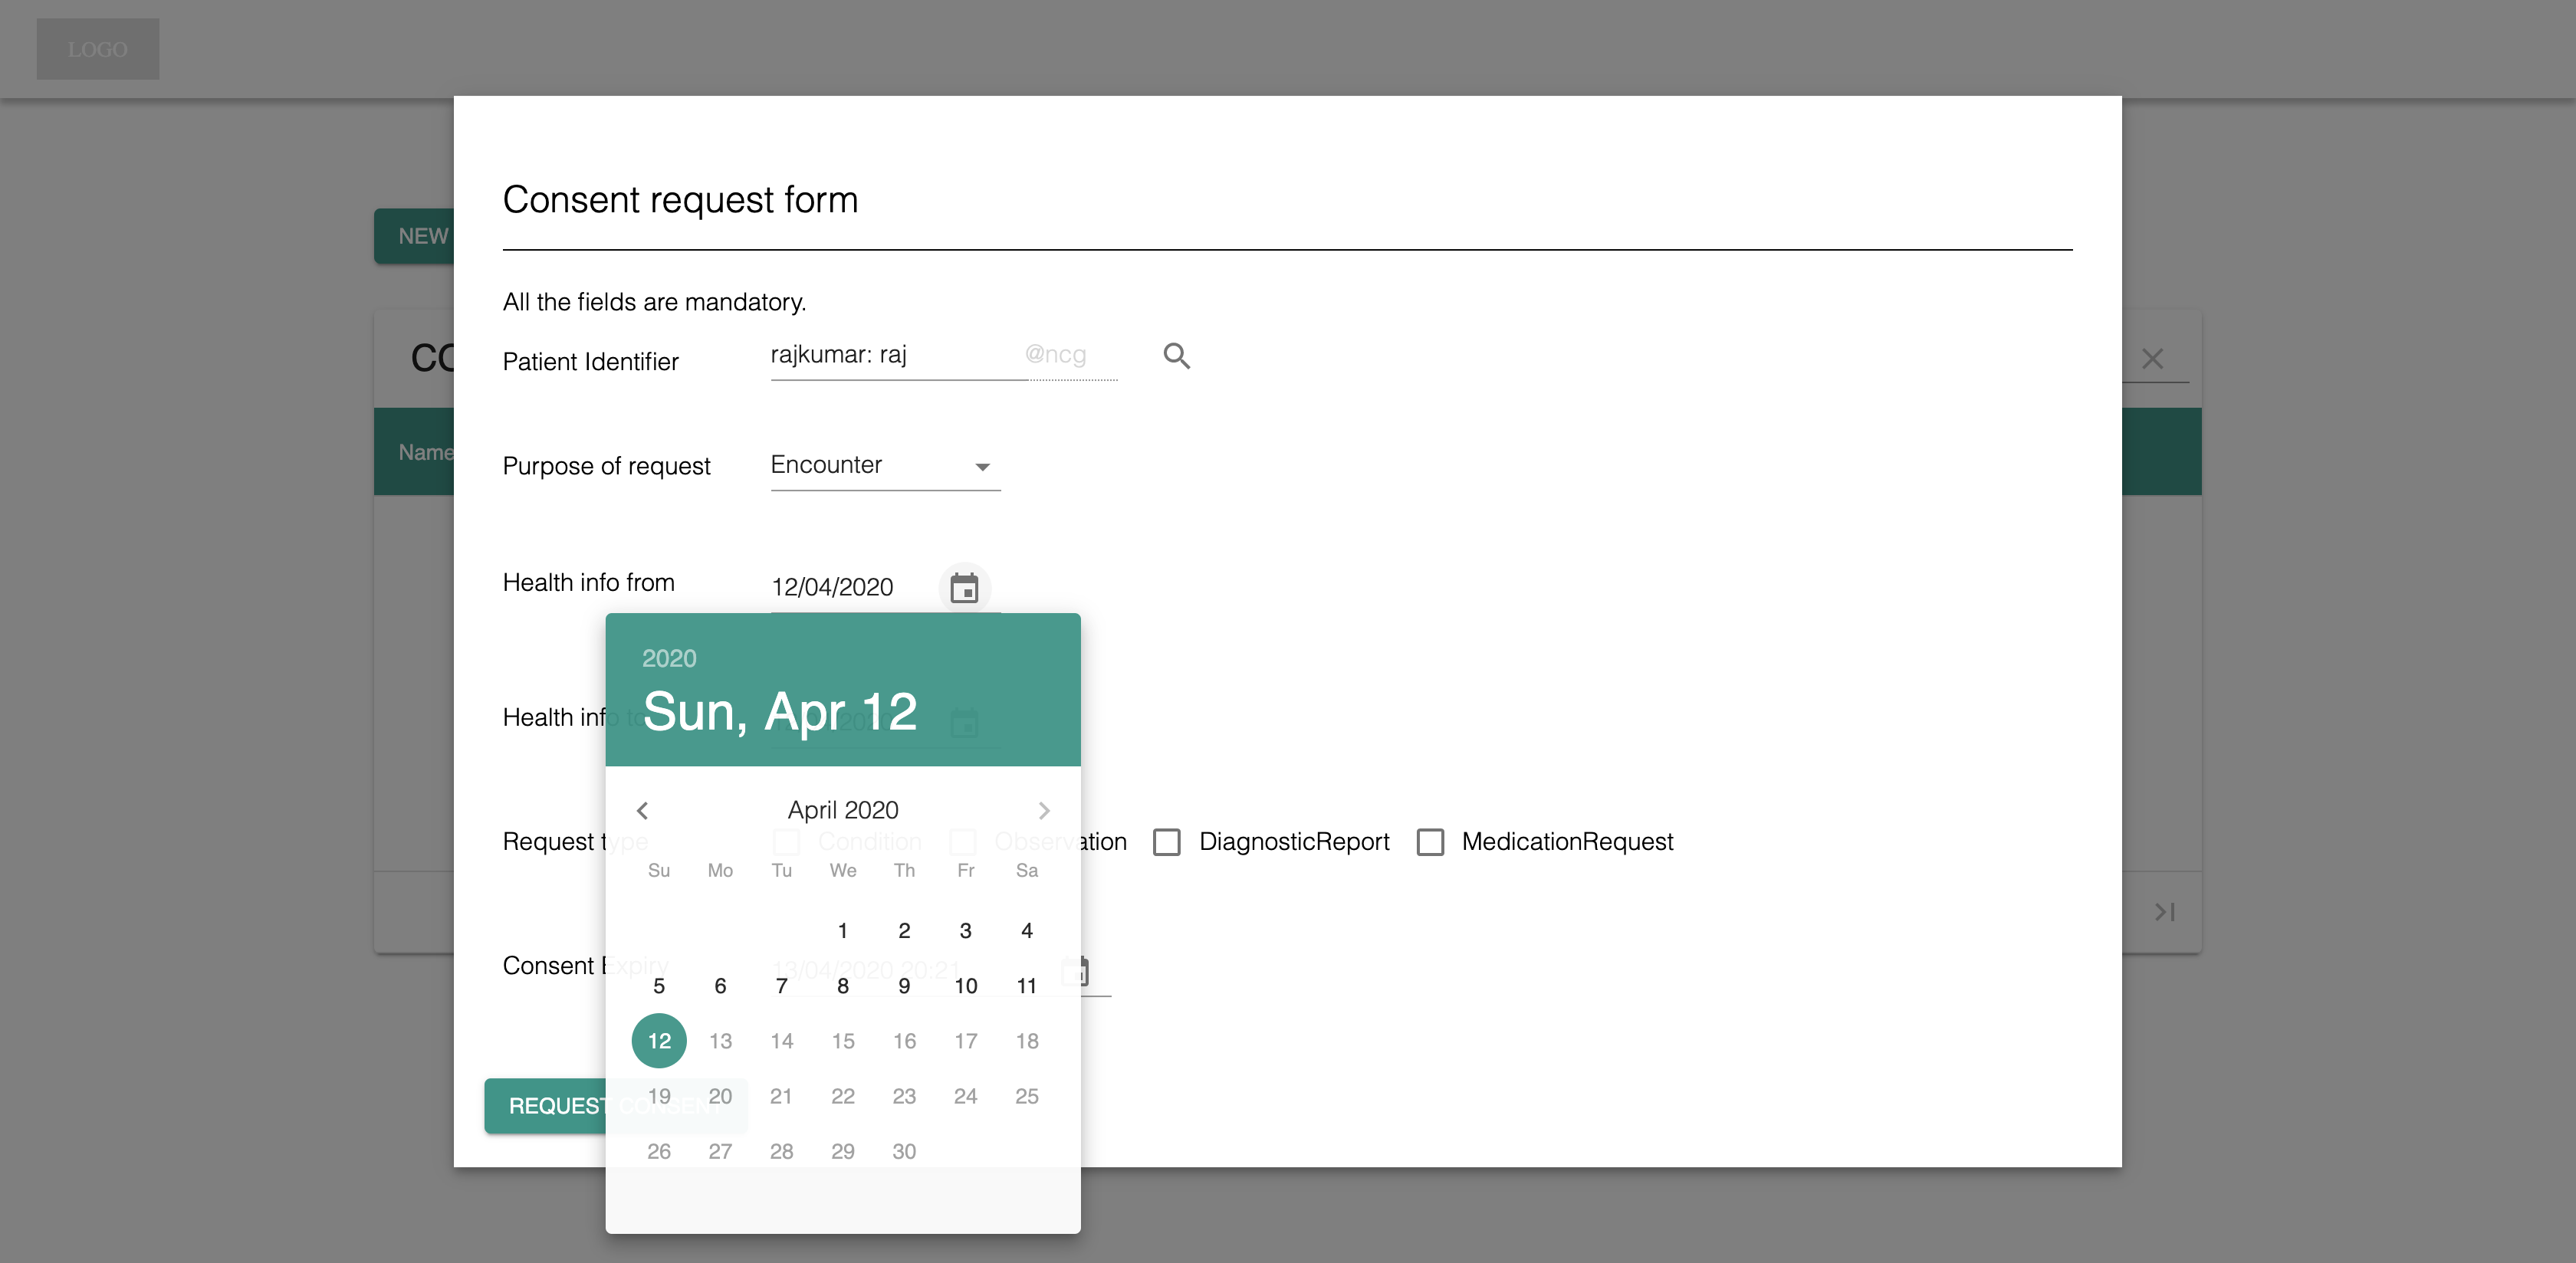 LOGO
NEW
Consent request form
All the fields are mandatory.
CO
Patient Identifier rajkumar: raj @ncg
Name
Purpose of request Encounter
Health info from 12/04/2020
2020
Health info to
Sun, Apr 12
April 2020
Request type Condition Observation DiagnosticReport MedicationRequest
Su Mo Tu We Th Fr Sa
1 2 3 4
Consent Expiry 13/04/2020 20:21
5 6 7 8 9 10 11
12 13 14 15 16 17 18
19 20 21 22 23 24 25
REQUEST CONSENT
26 27 28 29 30